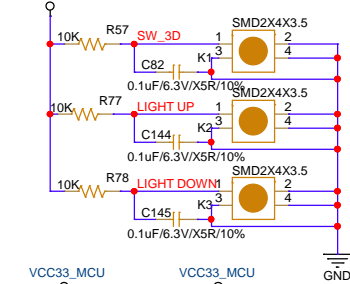 SMD2X4X3.5
10K R57 SW_3D 1 2
K1 3 4
C82
0.1uF/6.3V/X5R/10%
SMD2X4X3.5
10K R77 LIGHT UP 1 2
K2 3 4
C144
0.1uF/6.3V/X5R/10%
SMD2X4X3.5
10K R78 LIGHT DOWN 1 2
K3 3 4
C145
0.1uF/6.3V/X5R/10%
VCC33_MCU VCC33_MCU GND